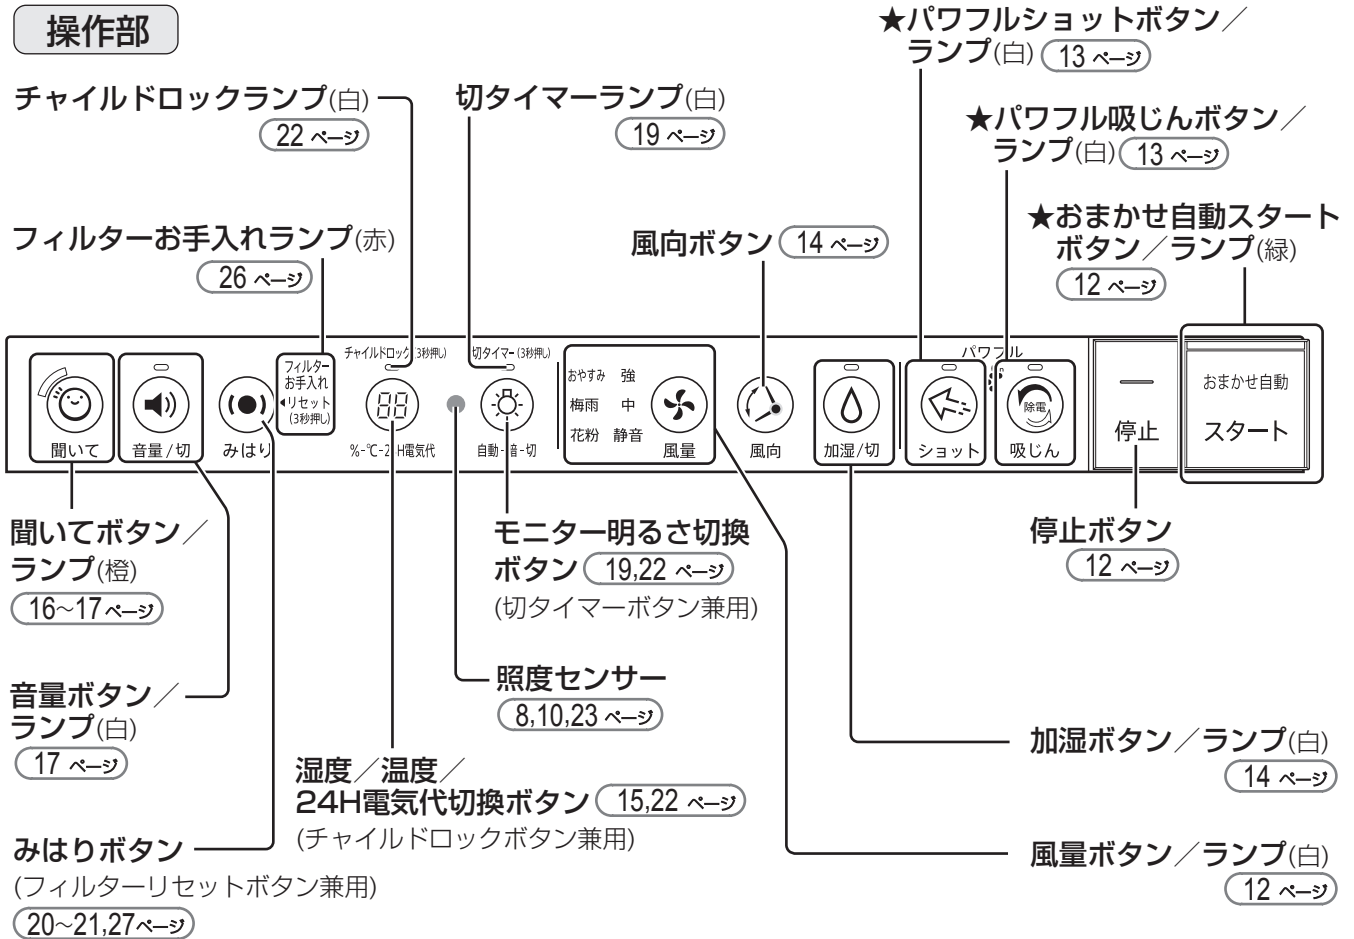 操作部
★パワフルショットボタン／
ランプ(白) 13 ページ
チャイルドロックランプ(白)
22 ページ
切タイマーランプ(白)
19 ページ
★パワフル吸じんボタン／
ランプ(白) 13 ページ
フィルターお手入れランプ(赤)
26 ページ
風向ボタン 14 ページ
★おまかせ自動スタート
ボタン／ランプ(緑)
12 ページ
聞いて
音量/切
みはり
フィルター
お手入れ
リセット
(3秒押し)
チャイルドロック(3秒押し)
88
%-℃-24H電気代
切タイマー(3秒押し)
自動-暗-切
おやすみ 強
梅雨 中
花粉 静音
風量
風向
加湿/切
パワフル
ショット
除電
吸じん
停止
おまかせ自動
スタート
聞いてボタン／
ランプ(橙)
16~17ページ
モニター明るさ切換
ボタン 19,22 ページ
(切タイマーボタン兼用)
停止ボタン
12 ページ
音量ボタン／
ランプ(白)
17 ページ
照度センサー
8,10,23 ページ
湿度／温度／
24H電気代切換ボタン 15,22 ページ
(チャイルドロックボタン兼用)
加湿ボタン／ランプ(白)
14 ページ
みはりボタン
(フィルターリセットボタン兼用)
20~21,27ページ
風量ボタン／ランプ(白)
12 ページ